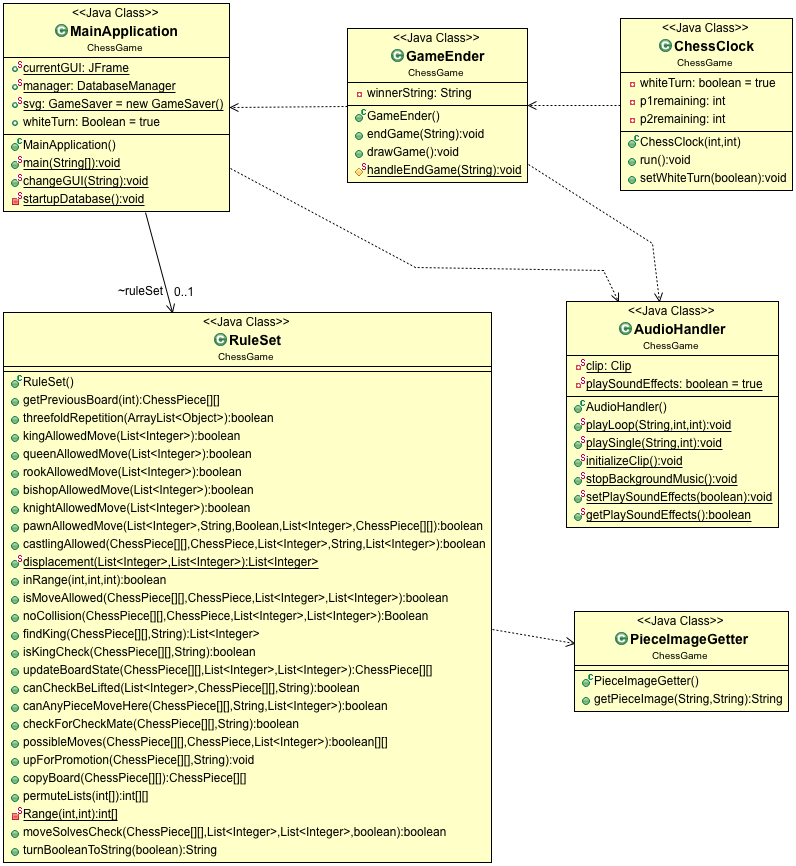 <<Java Class>>
MainApplication
ChessGame
currentGUI: JFrame
manager: DatabaseManager
svg: GameSaver = new GameSaver()
whiteTurn: Boolean = true
MainApplication()
main(String[]):void
changeGUI(String):void
startupDatabase():void
<<Java Class>>
GameEnder
ChessGame
winnerString: String
GameEnder()
endGame(String):void
drawGame():void
handleEndGame(String):void
<<Java Class>>
ChessClock
ChessGame
whiteTurn: boolean = true
p1remaining: int
p2remaining: int
ChessClock(int,int)
run():void
setWhiteTurn(boolean):void
~ruleSet 0..1
<<Java Class>>
RuleSet
ChessGame
RuleSet()
getPreviousBoard(int):ChessPiece[][]
threefoldRepetition(ArrayList<Object>):boolean
kingAllowedMove(List<Integer>):boolean
queenAllowedMove(List<Integer>):boolean
rookAllowedMove(List<Integer>):boolean
bishopAllowedMove(List<Integer>):boolean
knightAllowedMove(List<Integer>):boolean
pawnAllowedMove(List<Integer>,String,Boolean,List<Integer>,ChessPiece[][]):boolean
castlingAllowed(ChessPiece[][],ChessPiece,List<Integer>,String,List<Integer>):boolean
displacement(List<Integer>,List<Integer>):List<Integer>
inRange(int,int,int):boolean
isMoveAllowed(ChessPiece[][],ChessPiece,List<Integer>,List<Integer>):boolean
noCollision(ChessPiece[][],ChessPiece,List<Integer>,List<Integer>):Boolean
findKing(ChessPiece[][],String):List<Integer>
isKingCheck(ChessPiece[][],String):boolean
updateBoardState(ChessPiece[][],List<Integer>,List<Integer>):ChessPiece[][]
canCheckBeLifted(List<Integer>,ChessPiece[][],String):boolean
canAnyPieceMoveHere(ChessPiece[][],String,List<Integer>):boolean
checkForCheckMate(ChessPiece[][],String):boolean
possibleMoves(ChessPiece[][],ChessPiece,List<Integer>):boolean[][]
upForPromotion(ChessPiece[][],String):void
copyBoard(ChessPiece[][]):ChessPiece[][]
permuteLists(int[]):int[][]
Range(int,int):int[]
moveSolvesCheck(ChessPiece[][],List<Integer>,List<Integer>,boolean):boolean
turnBooleanToString(boolean):String
<<Java Class>>
AudioHandler
ChessGame
clip: Clip
playSoundEffects: boolean = true
AudioHandler()
playLoop(String,int,int):void
playSingle(String,int):void
initializeClip():void
stopBackgroundMusic():void
setPlaySoundEffects(boolean):void
getPlaySoundEffects():boolean
<<Java Class>>
PieceImageGetter
ChessGame
PieceImageGetter()
getPieceImage(String,String):String